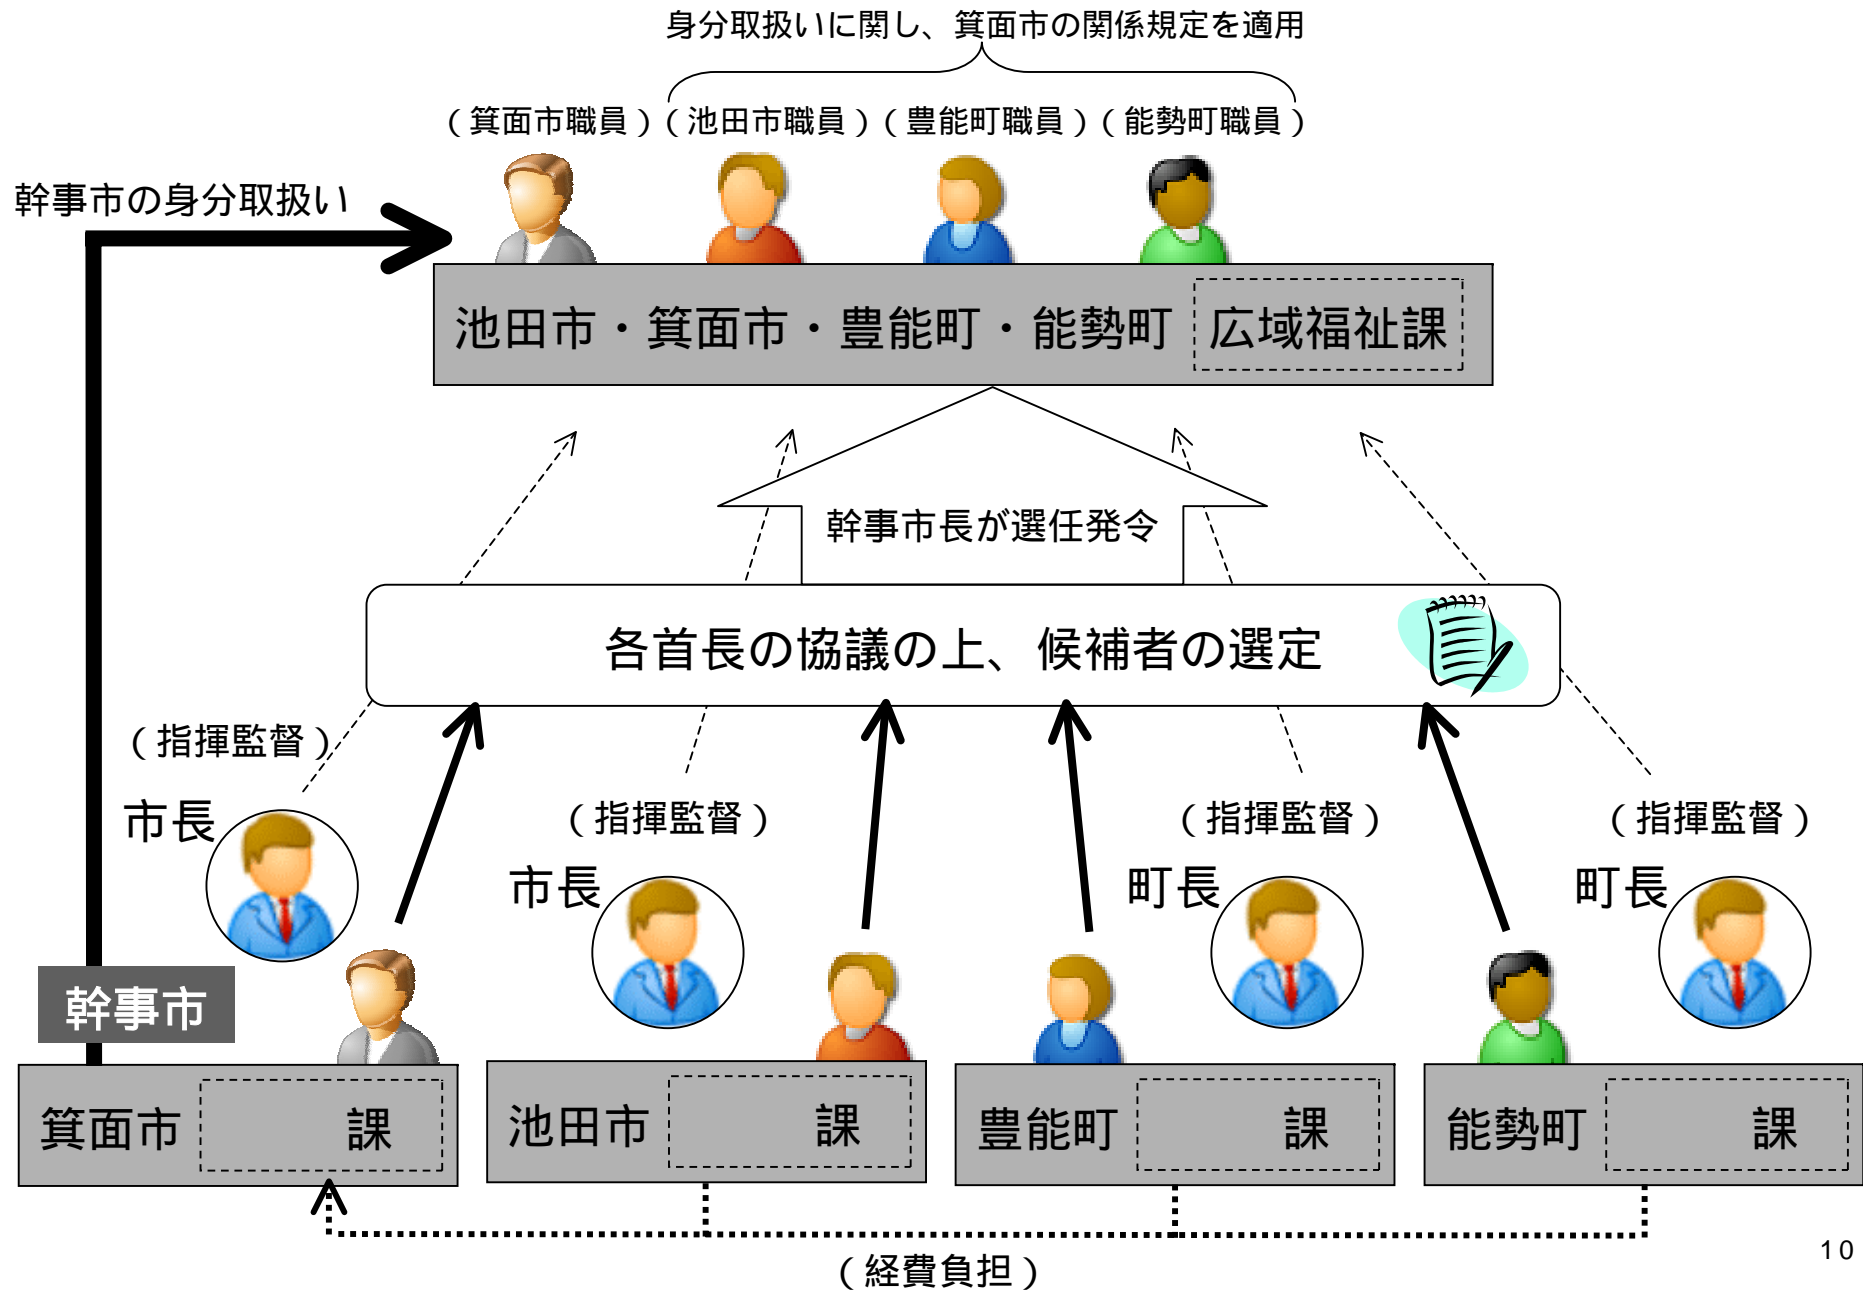 身分取扱いに関し、箕面市の関係規定を適用
（箕面市職員）（池田市職員）（豊能町職員）（能勢町職員）
幹事市の身分取扱い
池田市・箕面市・豊能町・能勢町 広域福祉課
幹事市長が選任発令
各首長の協議の上、候補者の選定
（指揮監督）
市長
（指揮監督）
市長
（指揮監督）
町長
（指揮監督）
町長
幹事市
箕面市 課
池田市 課
豊能町 課
能勢町 課
（経費負担）
10